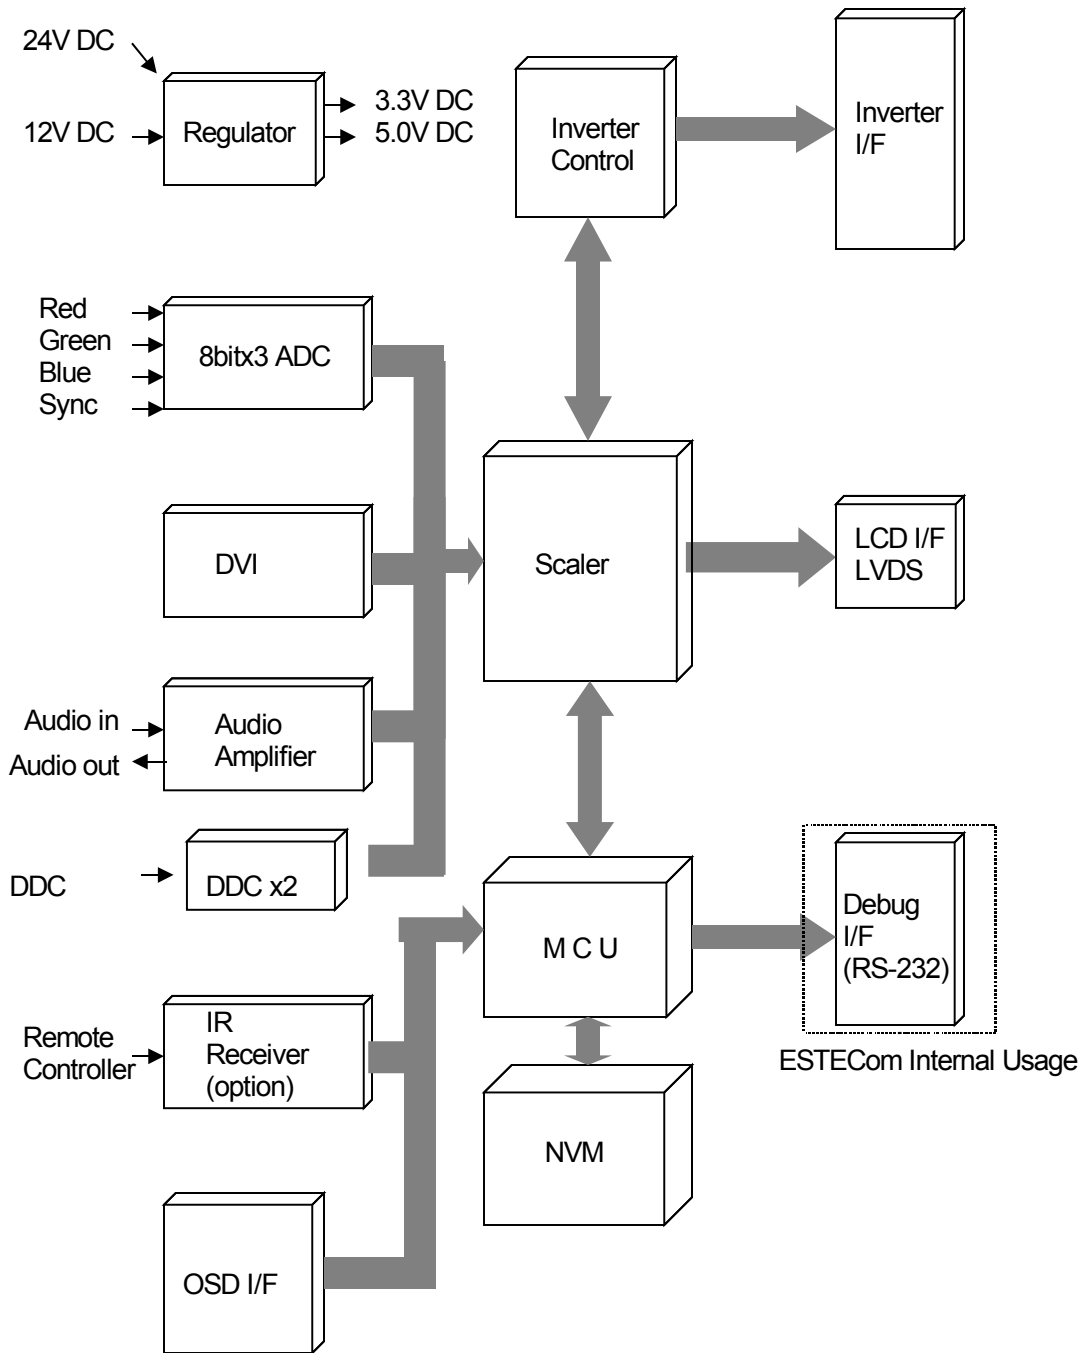 24V DC
12V DC
Regulator
3.3V DC
5.0V DC
Inverter
Control
Inverter
I/F
Red
Green
Blue
Sync
8bitx3 ADC
DVI
Scaler
LCD I/F
LVDS
Audio in
Audio out
Audio
Amplifier
DDC
DDC x2
M C U
Debug
I/F
(RS-232)
ESTECom Internal Usage
Remote
Controller
IR
Receiver
(option)
NVM
OSD I/F